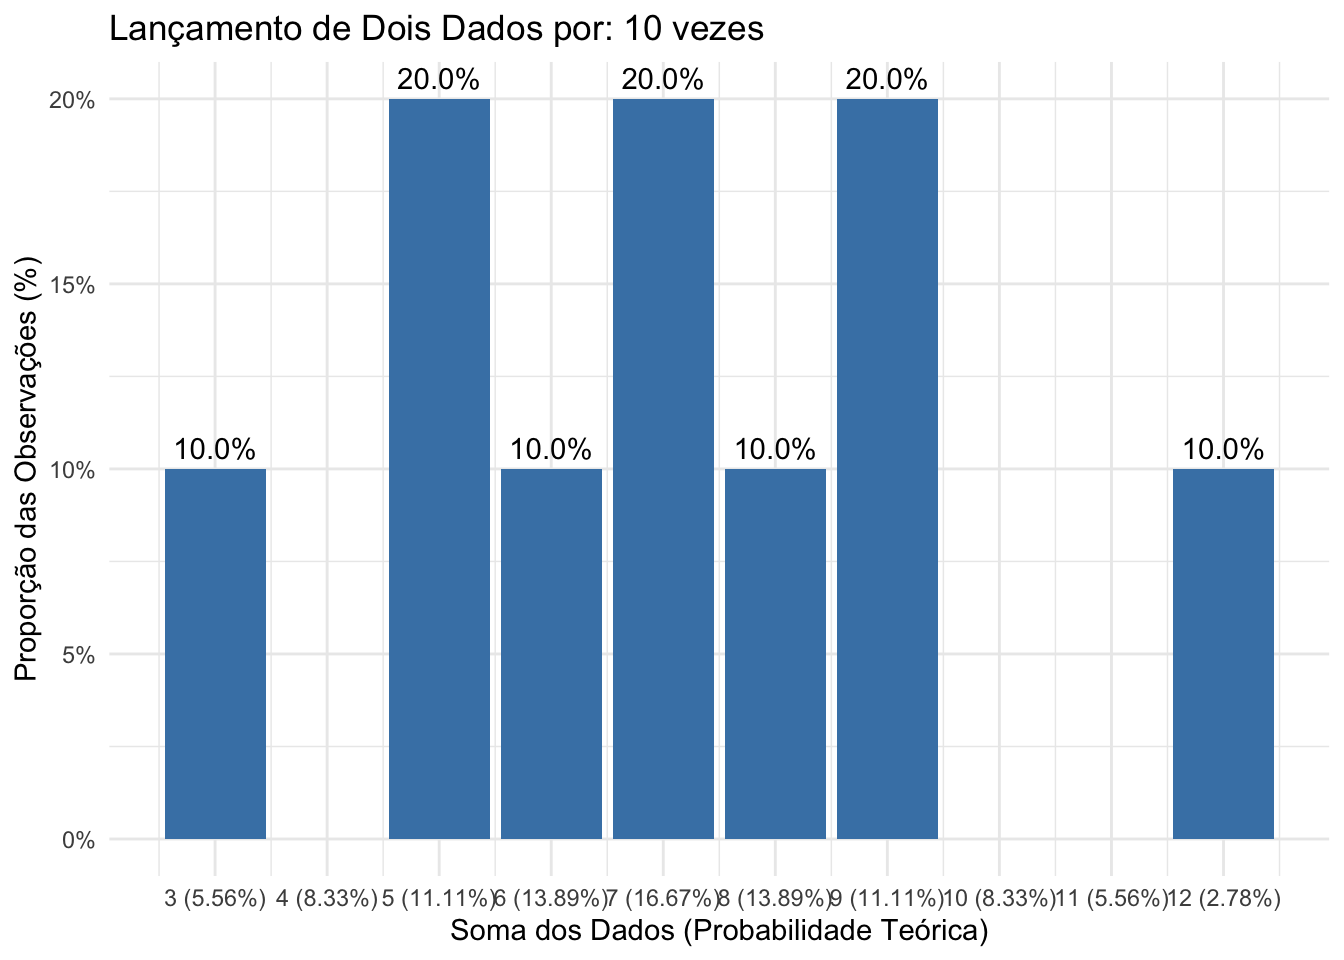 Lançamento de Dois Dados por: 10 vezes
Proporção das Observações (%)
20%
15%
10%
5%
0%
20.0% 20.0% 20.0%
10.0% 10.0% 10.0% 10.0%
3 (5.56%) 4 (8.33%) 5 (11.11%) 6 (13.89%) 7 (16.67%) 8 (13.89%) 9 (11.11%) 10 (8.33%) 11 (5.56%) 12 (2.78%)
Soma dos Dados (Probabilidade Teórica)